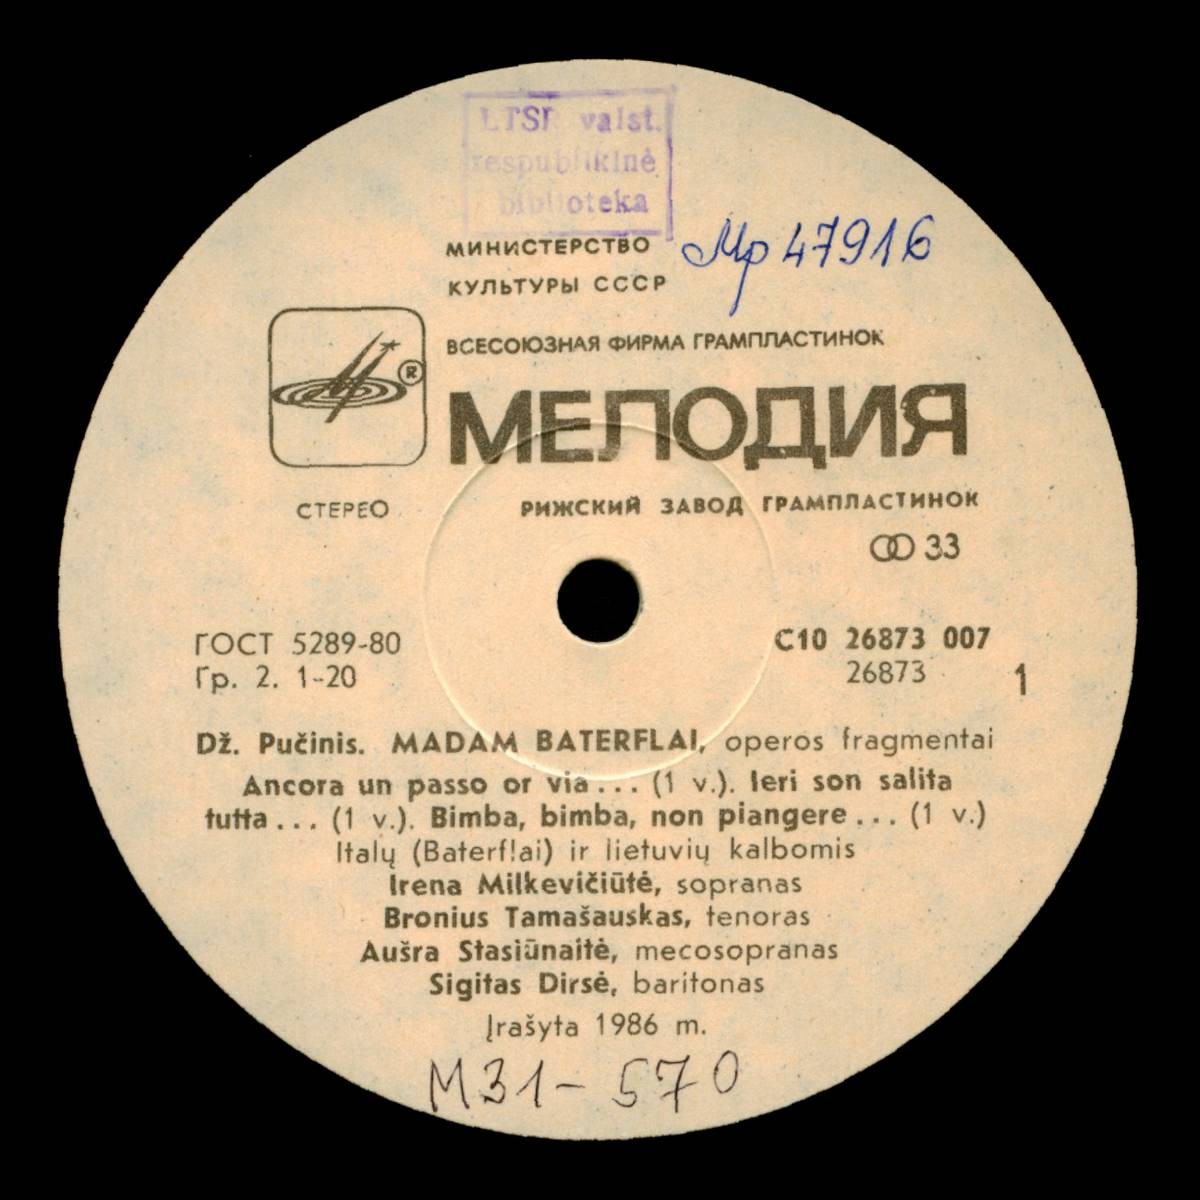 LTSR valst.
respublikinė
biblioteka
МИНИСТЕРСТВО
КУЛЬТУРЫ СССР
Мр 47916
ВСЕСОЮЗНАЯ ФИРМА ГРАМПЛАСТИНОК
®
МЕЛОДИЯ
СТЕРЕО
РИЖСКИЙ ЗАВОД ГРАМПЛАСТИНОК
33
ГОСТ 5289-80
С10 26873 007
Гр. 2. 1-20
26873
1
Dž. Pučinis. MADAM BATERFLAI, operos fragmentai
Ancora un passo or via... (1 v.). Ieri son salita
tutta... (1 v.). Bimba, bimba, non piangere... (1 v.)
Italų (Baterflai) ir lietuvių kalbomis
Irena Milkevičiūtė, sopranas
Bronius Tamašauskas, tenoras
Aušra Stasiūnaitė, mecosopranas
Sigitas Dirsė, baritonas
Įrašyta 1986 m.
М31-570